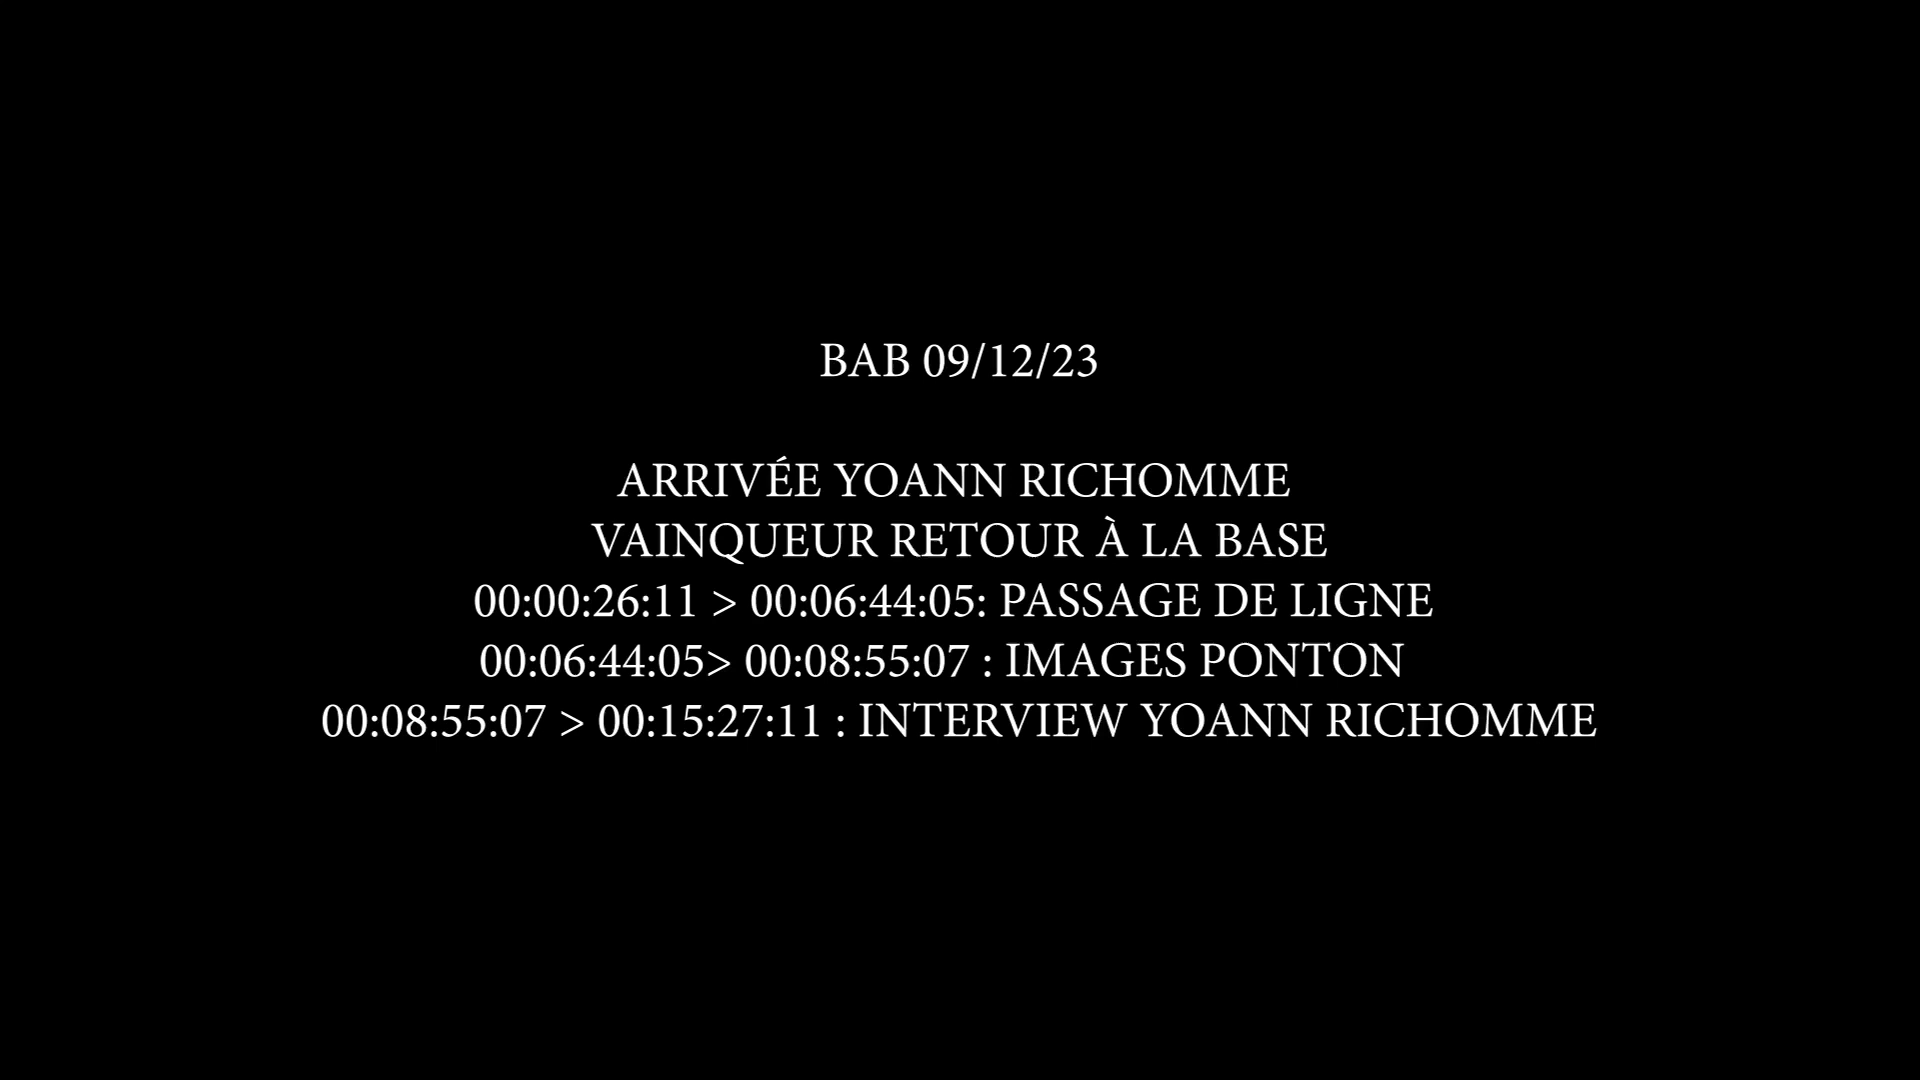 BAB 09/12/23
ARRIVÉE YOANN RICHOMME
VAINQUEUR RETOUR À LA BASE
00:00:26:11 > 00:06:44:05: PASSAGE DE LIGNE
00:06:44:05> 00:08:55:07 : IMAGES PONTON
00:08:55:07 > 00:15:27:11 : INTERVIEW YOANN RICHOMME